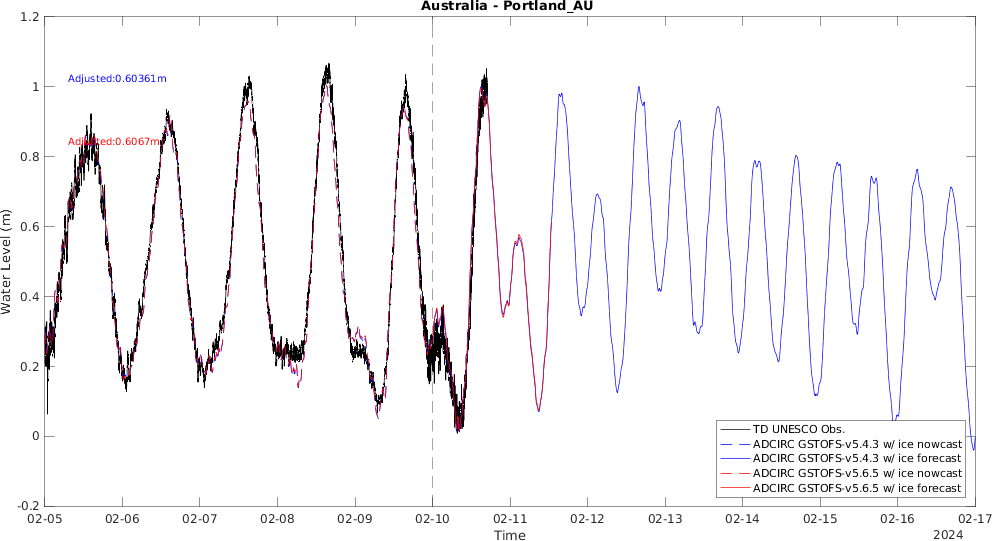 Australia - Portland_AU
1.2
1
0.8
0.6
0.4
0.2
0
-0.2
Water Level (m)
Adjusted:0.60361m
Adjusted:0.6067m
TD UNESCO Obs.
ADCIRC GSTOFS-v5.4.3 w/ ice nowcast
ADCIRC GSTOFS-v5.4.3 w/ ice forecast
ADCIRC GSTOFS-v5.6.5 w/ ice nowcast
ADCIRC GSTOFS-v5.6.5 w/ ice forecast
02-05 02-06 02-07 02-08 02-09 02-10 02-11 02-12 02-13 02-14 02-15 02-16 02-17
Time
2024